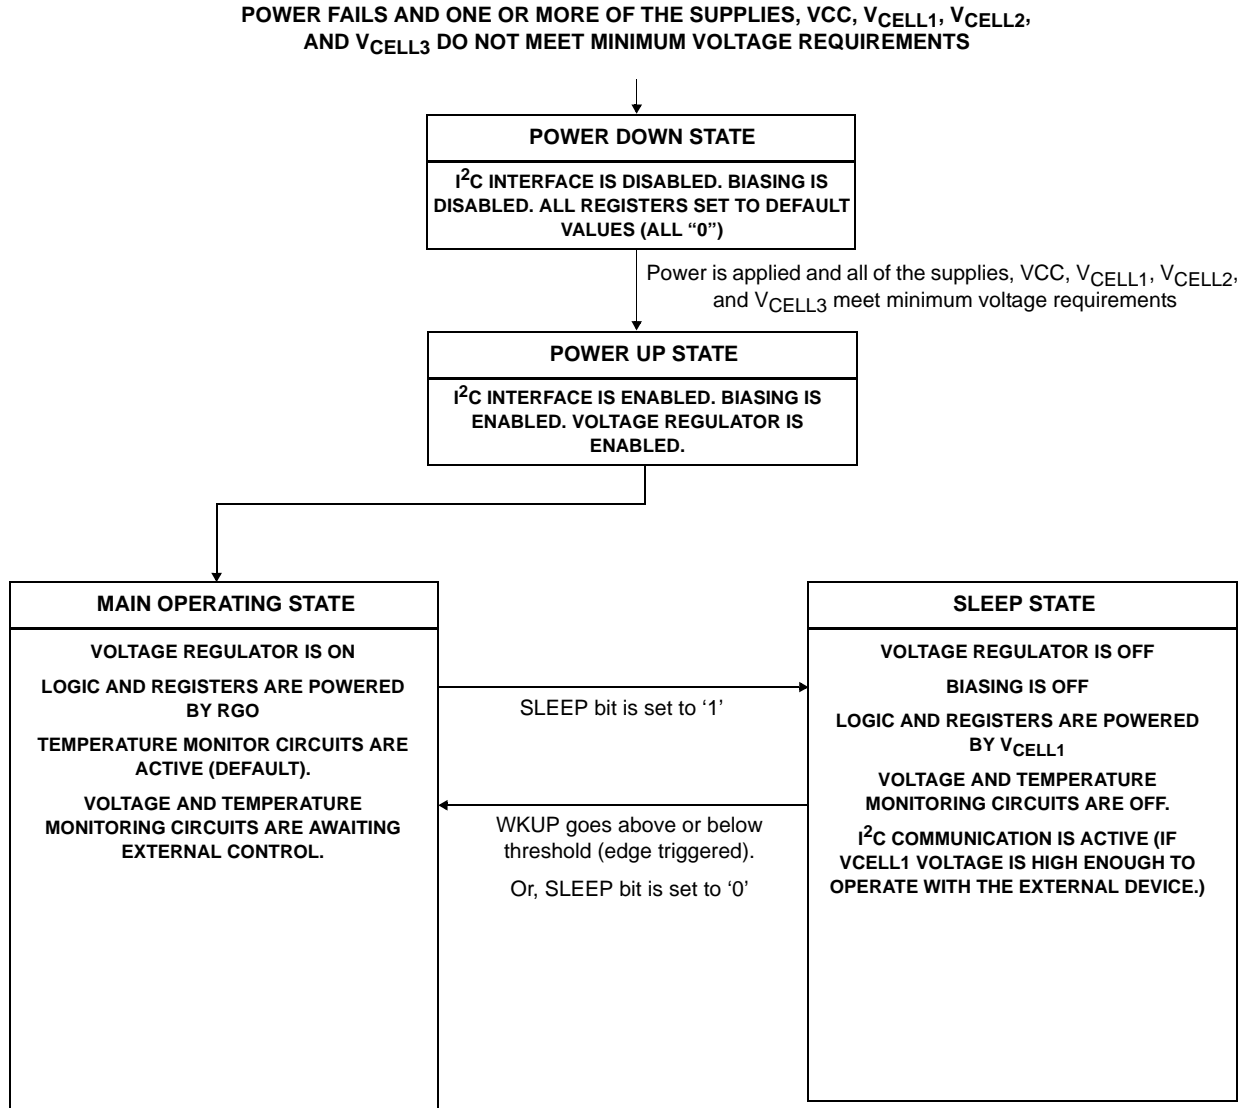 POWER FAILS AND ONE OR MORE OF THE SUPPLIES, VCC, VCELL1, VCELL2,
AND VCELL3 DO NOT MEET MINIMUM VOLTAGE REQUIREMENTS
POWER DOWN STATE
I2C INTERFACE IS DISABLED. BIASING IS
DISABLED. ALL REGISTERS SET TO DEFAULT
VALUES (ALL “0”)
Power is applied and all of the supplies, VCC, VCELL1, VCELL2,
and VCELL3 meet minimum voltage requirements
POWER UP STATE
I2C INTERFACE IS ENABLED. BIASING IS
ENABLED. VOLTAGE REGULATOR IS
ENABLED.
MAIN OPERATING STATE
VOLTAGE REGULATOR IS ON
LOGIC AND REGISTERS ARE POWERED
BY RGO
TEMPERATURE MONITOR CIRCUITS ARE
ACTIVE (DEFAULT).
VOLTAGE AND TEMPERATURE
MONITORING CIRCUITS ARE AWAITING
EXTERNAL CONTROL.
SLEEP bit is set to ‘1’
WKUP goes above or below
threshold (edge triggered).
Or, SLEEP bit is set to ‘0’
SLEEP STATE
VOLTAGE REGULATOR IS OFF
BIASING IS OFF
LOGIC AND REGISTERS ARE POWERED
BY VCELL1
VOLTAGE AND TEMPERATURE
MONITORING CIRCUITS ARE OFF.
I2C COMMUNICATION IS ACTIVE (IF
VCELL1 VOLTAGE IS HIGH ENOUGH TO
OPERATE WITH THE EXTERNAL DEVICE.)